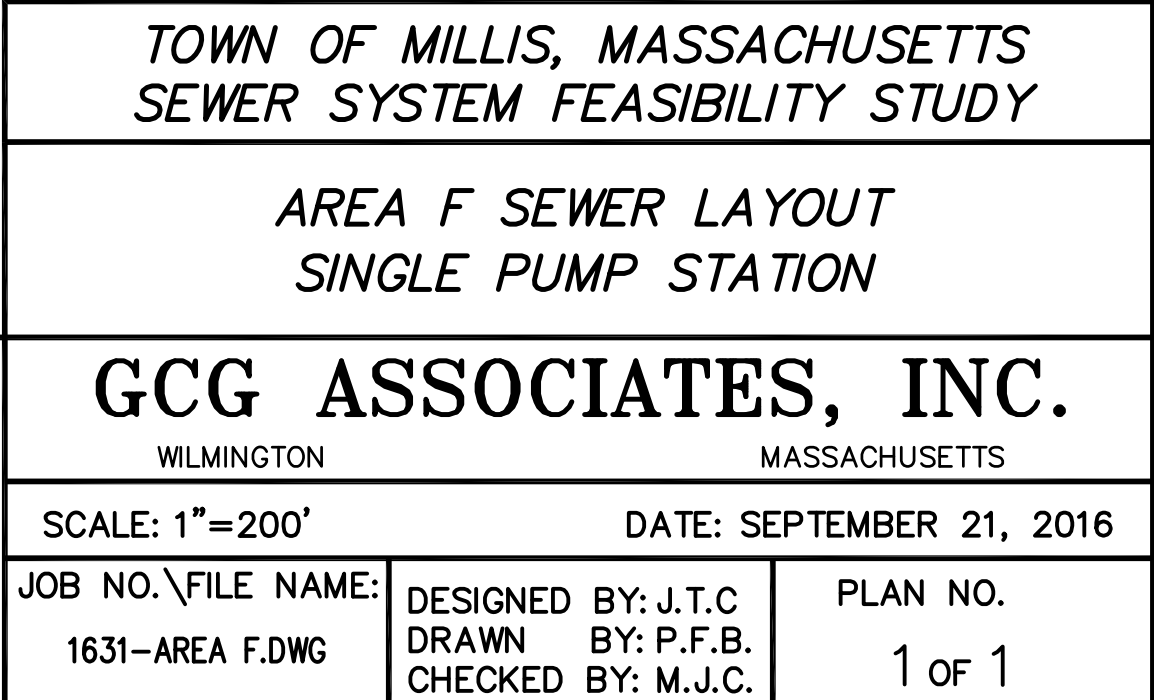 TOWN OF MILLIS, MASSACHUSETTS
SEWER SYSTEM FEASIBILITY STUDY
AREA F SEWER LAYOUT
SINGLE PUMP STATION
GCG ASSOCIATES, INC.
WILMINGTON MASSACHUSETTS
SCALE: 1"=200' DATE: SEPTEMBER 21, 2016
JOB NO.\FILE NAME:
1631-AREA F.DWG
DESIGNED BY: J.T.C
DRAWN BY: P.F.B.
CHECKED BY: M.J.C.
PLAN NO.
1 OF 1